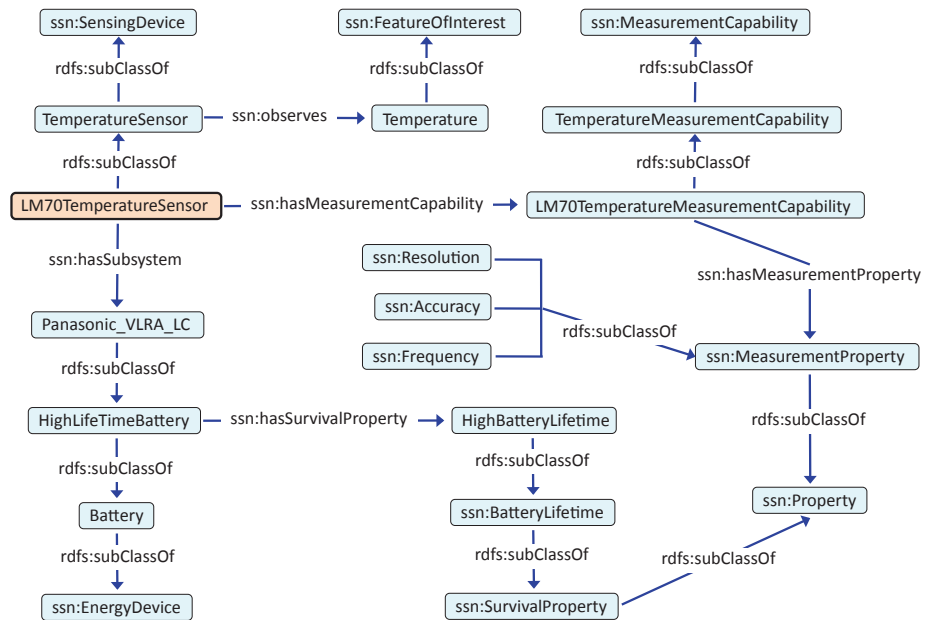 ssn:SensingDevice
ssn:FeatureOfInterest
ssn:MeasurementCapability
rdfs:subClassOf
rdfs:subClassOf
rdfs:subClassOf
TemperatureSensor
ssn:observes
Temperature
TemperatureMeasurementCapability
rdfs:subClassOf
rdfs:subClassOf
LM70TemperatureSensor
ssn:hasMeasurementCapability
LM70TemperatureMeasurementCapability
ssn:hasSubsystem
ssn:Resolution
ssn:hasMeasurementProperty
ssn:Accuracy
Panasonic_VLRA_LC
rdfs:subClassOf
ssn:Frequency
ssn:MeasurementProperty
rdfs:subClassOf
HighLifeTimeBattery
ssn:hasSurvivalProperty
HighBatteryLifetime
rdfs:subClassOf
rdfs:subClassOf
rdfs:subClassOf
ssn:Property
Battery
ssn:BatteryLifetime
rdfs:subClassOf
rdfs:subClassOf
rdfs:subClassOf
ssn:EnergyDevice
ssn:SurvivalProperty